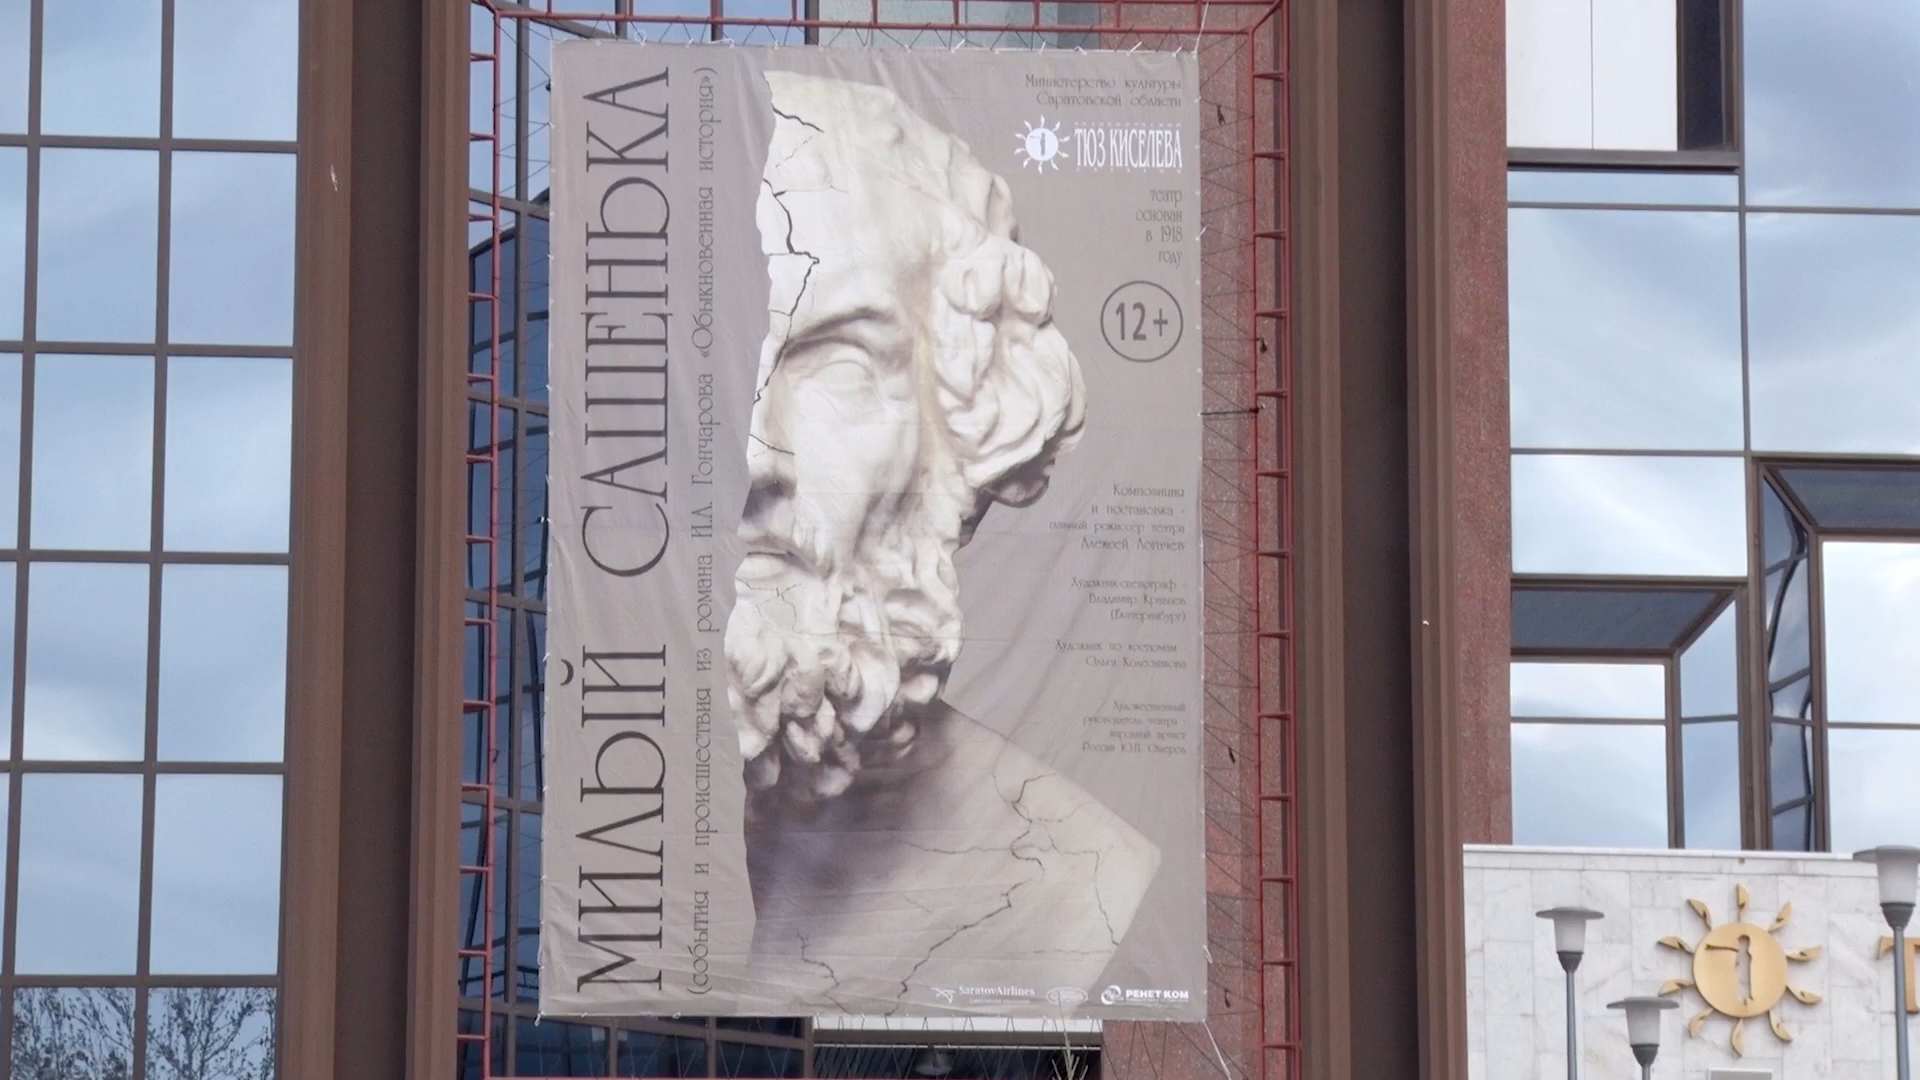 МИЛЫЙ САШЕНЬКА
(события и происшествия из романа И.А. Гончарова «Обыкновенная история»)
Министерство культуры
Саратовской области
ТЮЗ КИСЕЛЕВА
театр
основан
в 1918
году
12+
Композиция
и постановка -
главный режиссёр театра
Алексей Логачев
Художник-сценограф -
Владимир Кравцев
(Екатеринбург)
Художник по костюмам -
Ольга Колесникова
Художественный
руководитель театра -
народный артист
России Ю.П. Ошеров
SaratovAirlines
РЕНЕТ КОМ